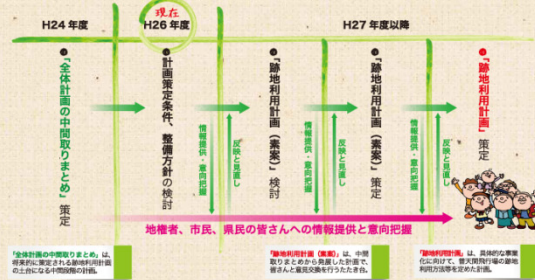 H24 年度
現在
H26 年度
H27 年度以降
「全体計画の中間取りまとめ」策定
計画策定条件、整備方針の検討
情報提供・意向把握
反映と見直し
「跡地利用計画（素案）」検討
情報提供・意向把握
反映と見直し
「跡地利用計画（素案）」策定
情報提供・意向把握
反映と見直し
「跡地利用計画」策定
地権者、市民、県民の皆さんへの情報提供と意向把握
「全体計画の中間取りまとめ」は、
将来的に策定される跡地利用計画
の土台になる中間段階の計画。
「跡地利用計画（素案）」は、中間
取りまとめから発展した計画で、
皆さんと意見交換を行うたたき台。
「跡地利用計画」は、具体的な事業
化に向けて、普天間飛行場の跡地
利用方法等を定めた計画。